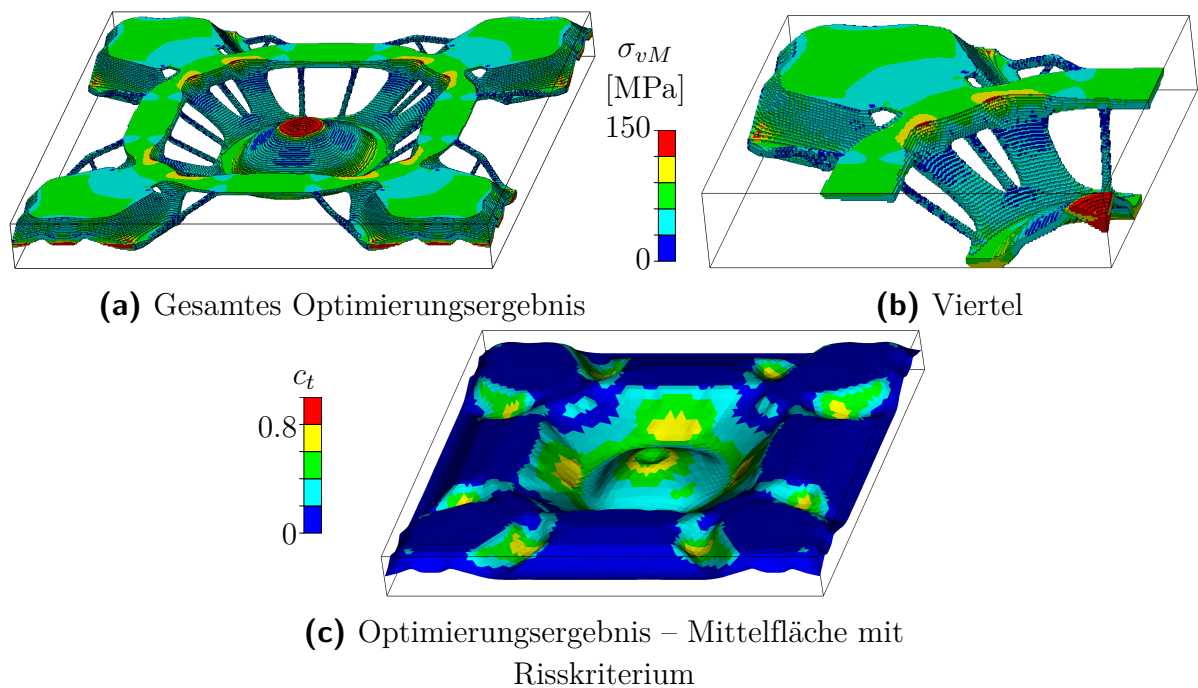 σ_vM
[MPa]
150
0
(a) Gesamtes Optimierungsergebnis
(b) Viertel
c_t
0.8
0
(c) Optimierungsergebnis – Mittelfläche mit
Risskriterium